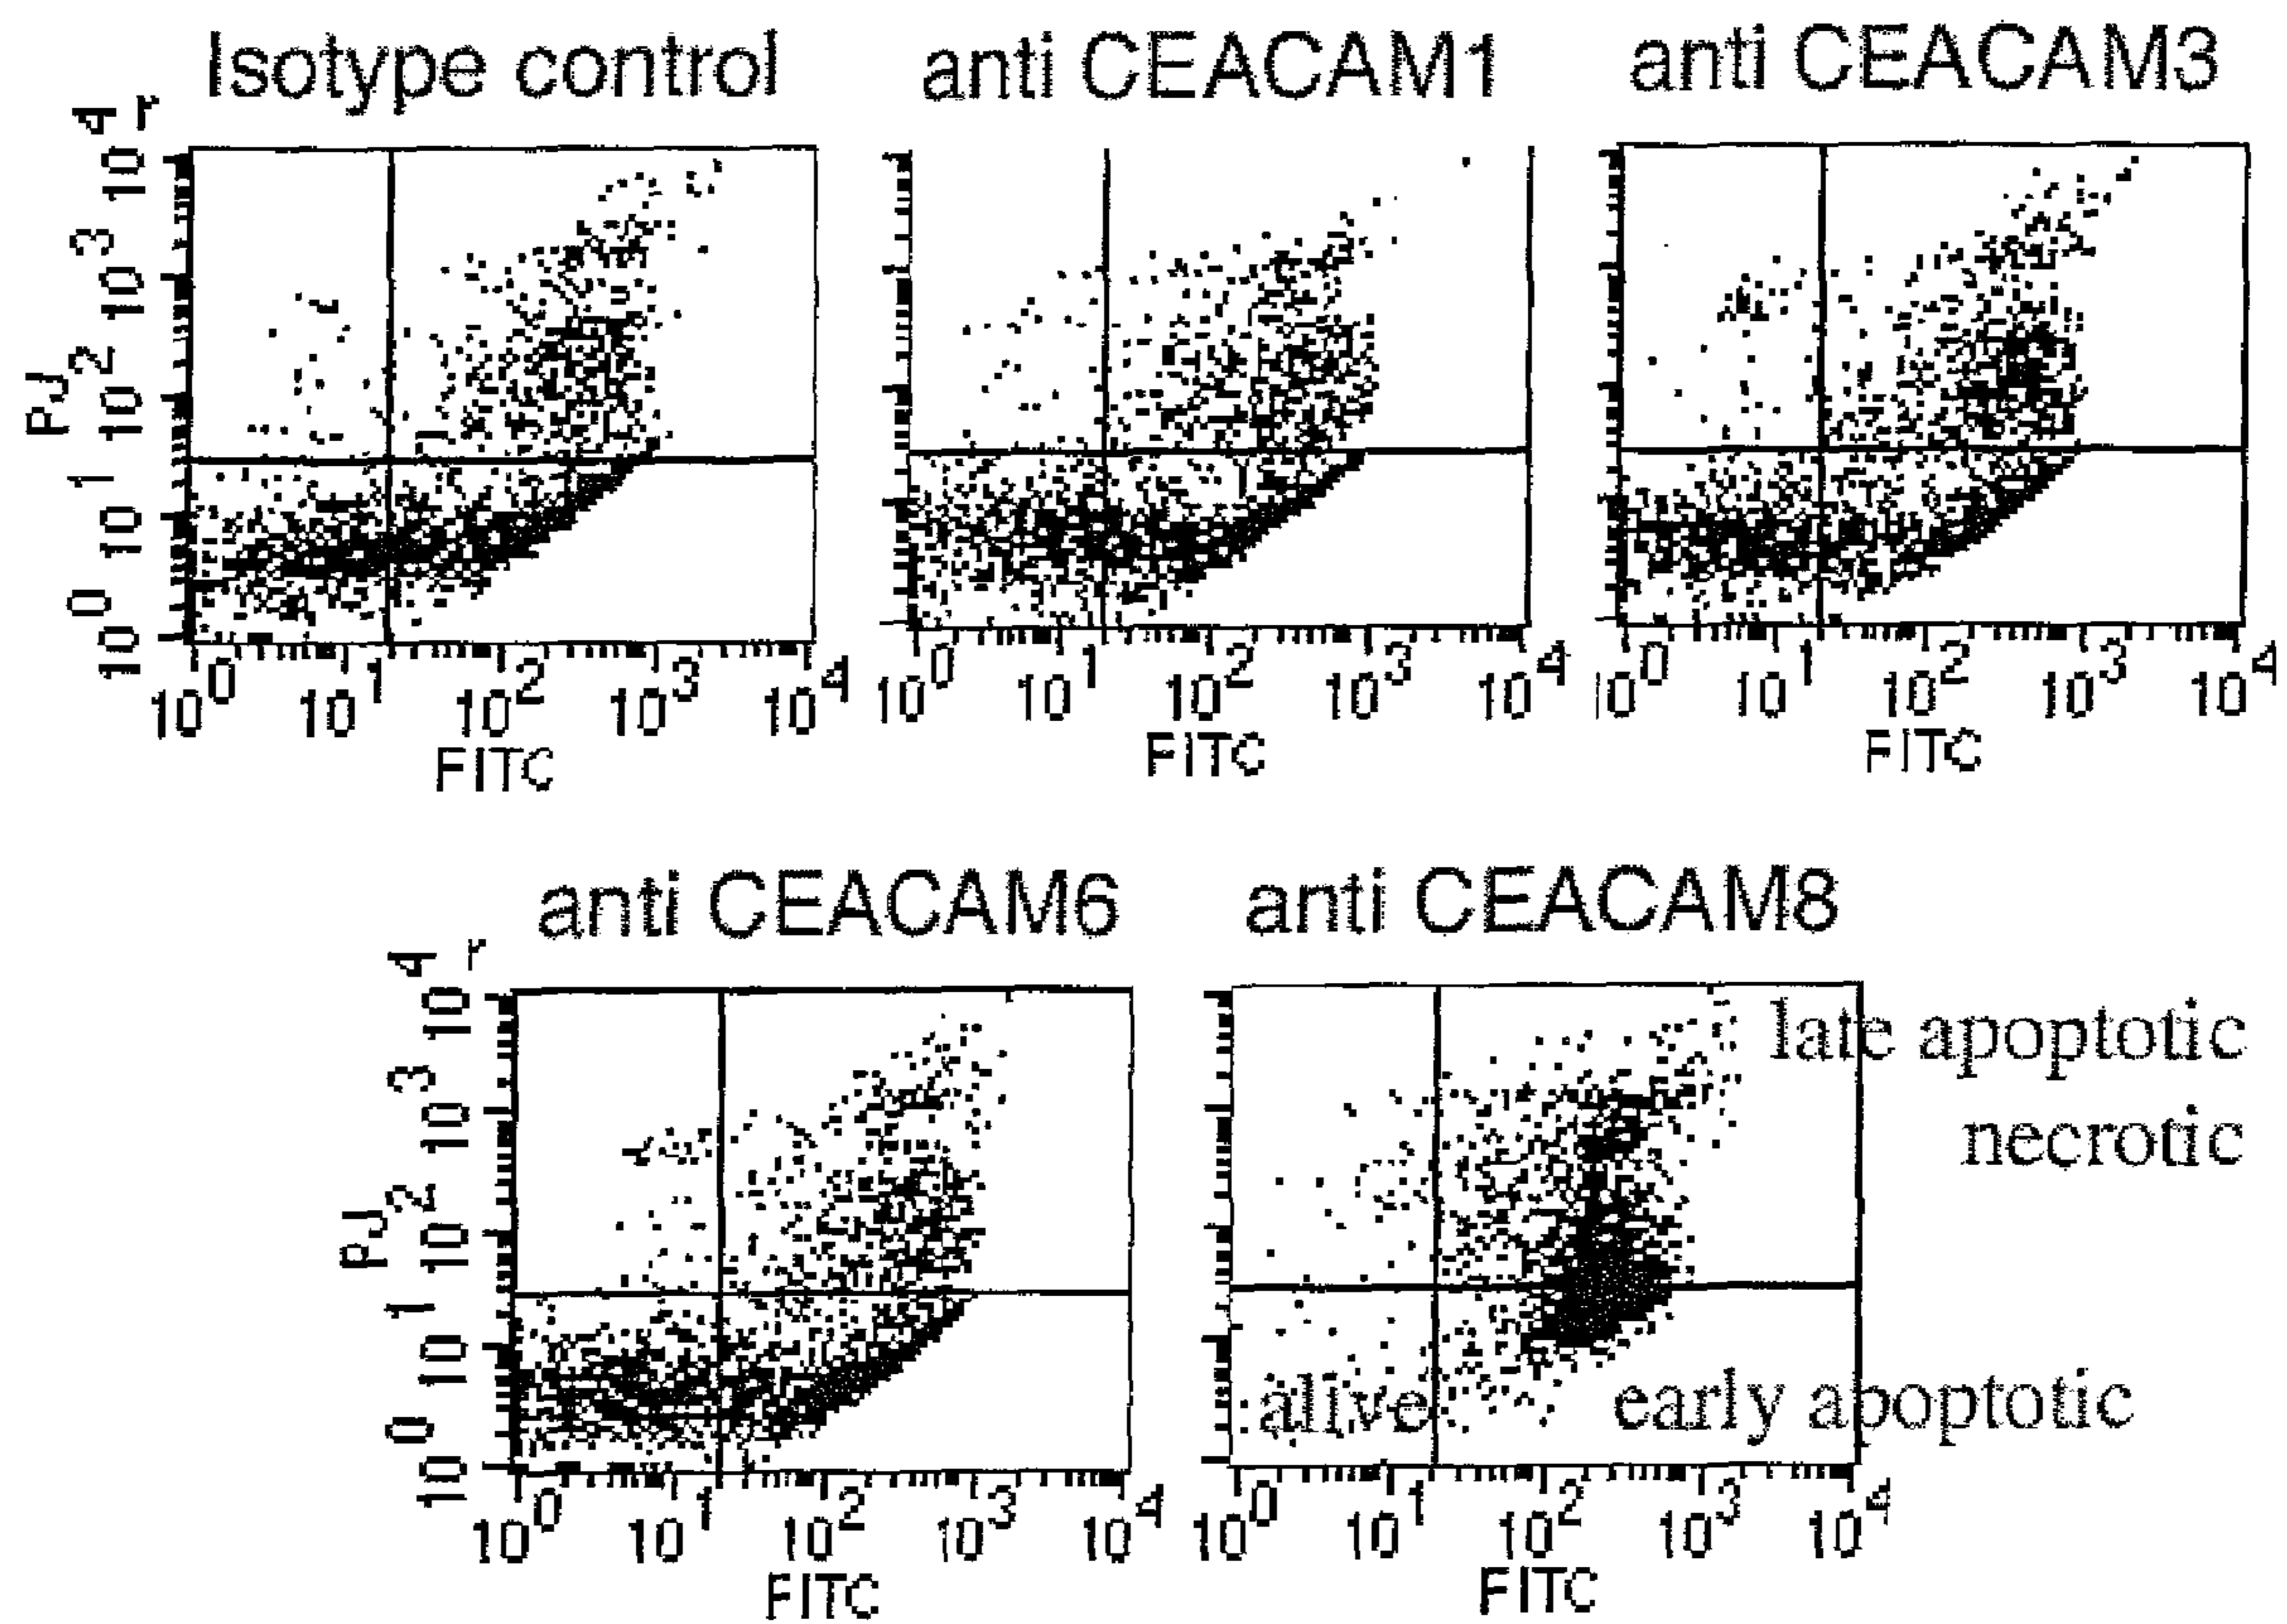 Isotype control
anti CEACAM1
anti CEACAM3
10^4
10^3
10^2
10^1
10^0
PJ
10^0 10^1 10^2 10^3 10^4
FITC
10^0 10^1 10^2 10^3 10^4
FITC
10^0 10^1 10^2 10^3 10^4
FITC
anti CEACAM6
anti CEACAM8
10^4
10^3
10^2
10^1
10^0
PJ
late apoptotic
necrotic
alive
early apoptotic
10^0 10^1 10^2 10^3 10^4
FITC
10^0 10^1 10^2 10^3 10^4
FITC